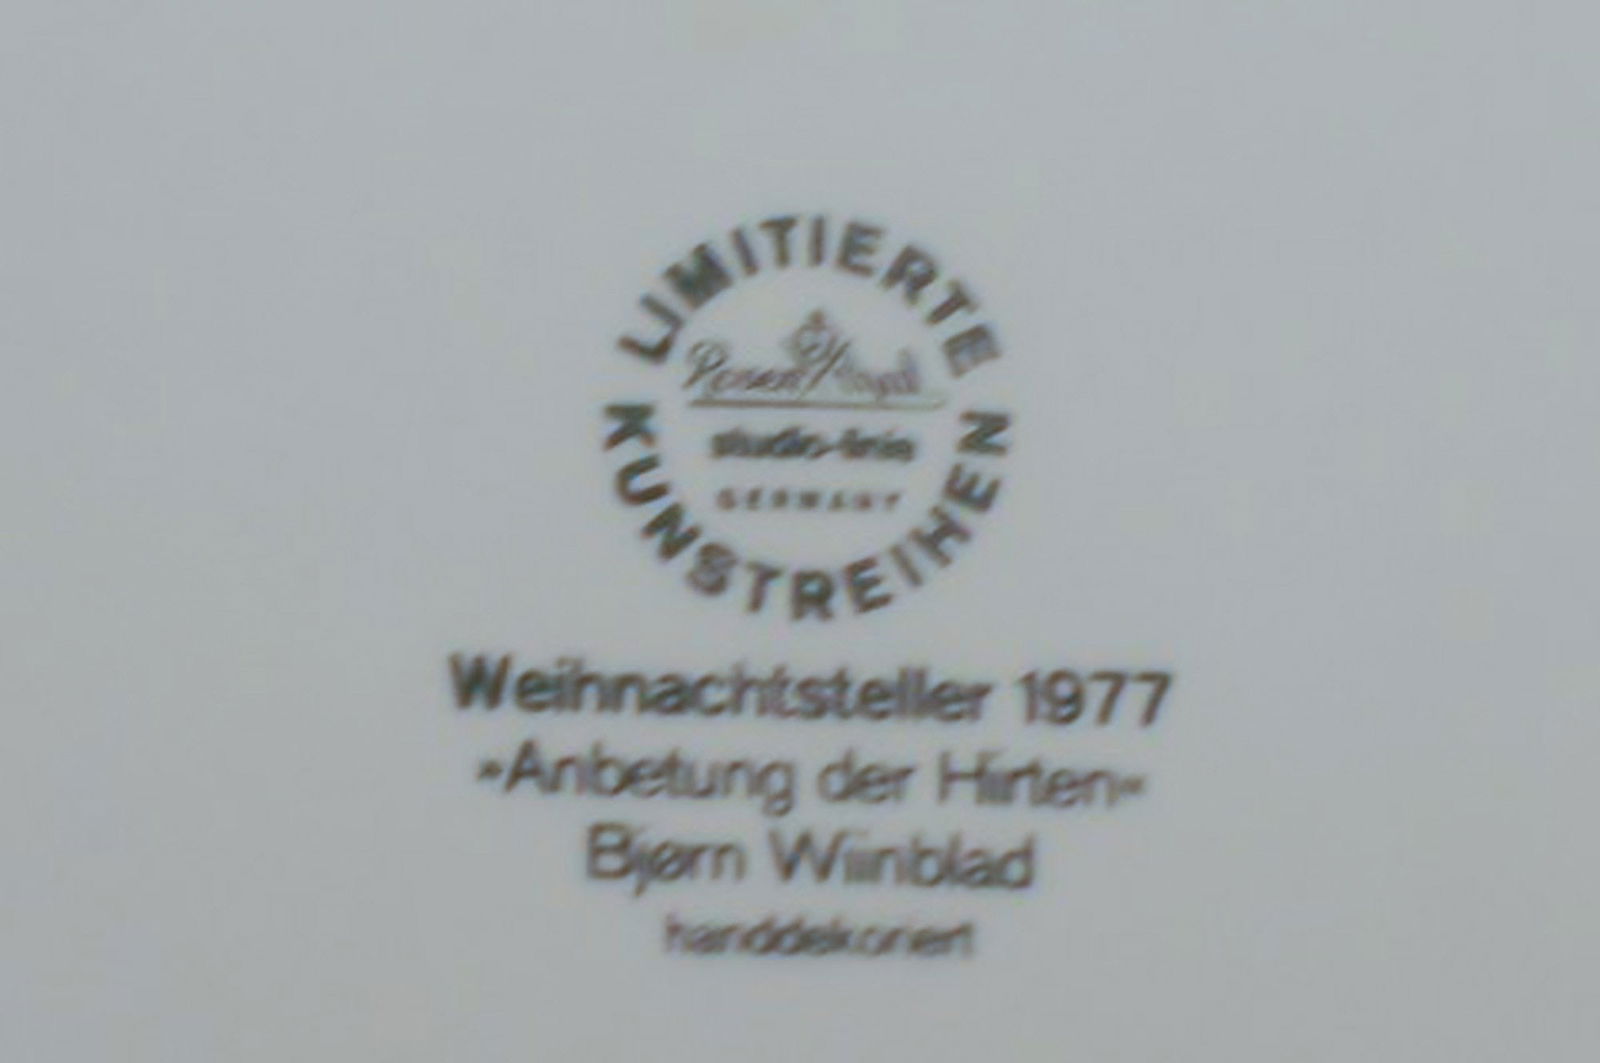 LIMITIERTE
Rosenthal
studio-linie
GERMANY
KUNSTREIHEN
Weihnachtsteller 1977
»Anbetung der Hirten«
Bjørn Wiinblad
handdekoriert